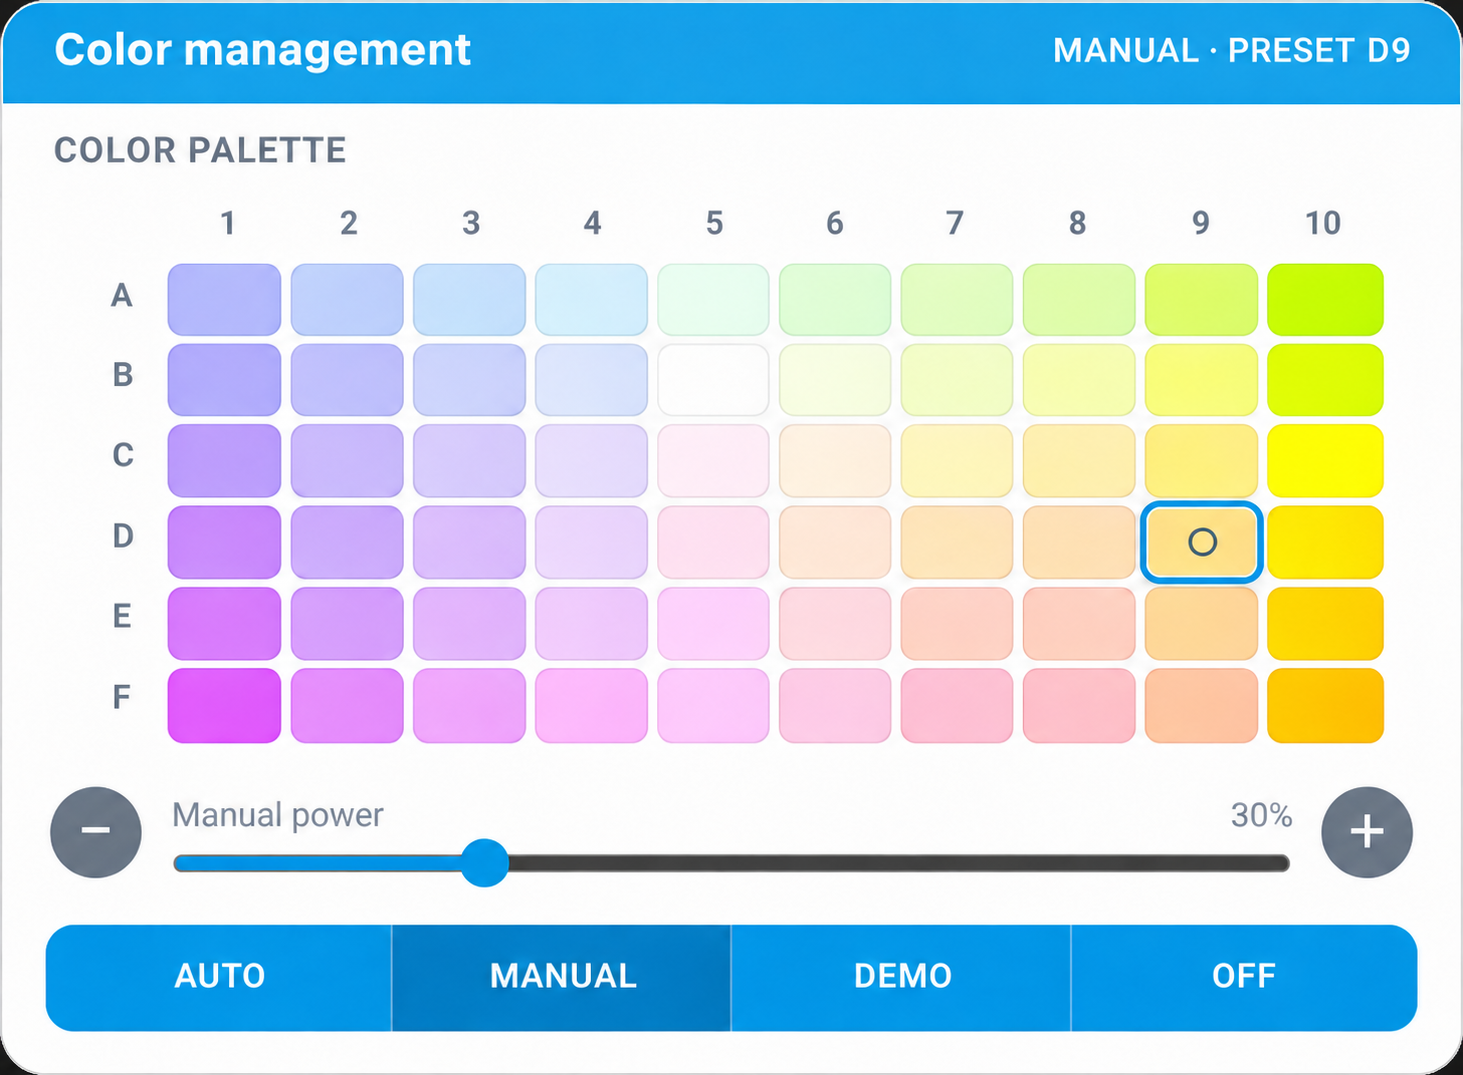 Color management
MANUAL · PRESET D9
COLOR PALETTE
1 2 3 4 5 6 7 8 9 10
A
B
C
D
E
F
−
Manual power
30%
+
AUTO
MANUAL
DEMO
OFF